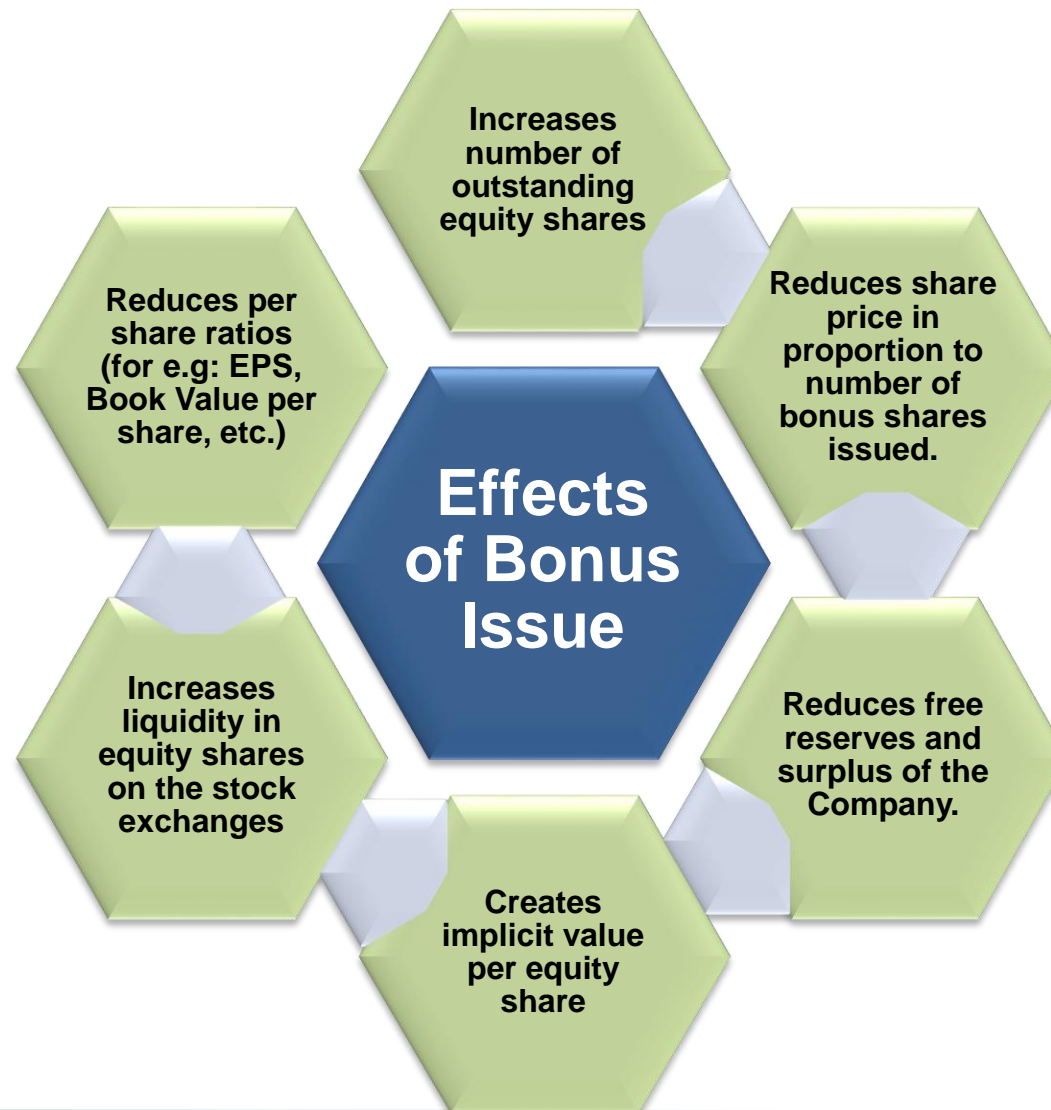 Increases
number of
outstanding
equity shares
Reduces share
price in
proportion to
number of
bonus shares
issued.
Reduces free
reserves and
surplus of the
Company.
Creates
implicit value
per equity
share
Increases
liquidity in
equity shares
on the stock
exchanges
Reduces per
share ratios
(for e.g: EPS,
Book Value per
share, etc.)
Effects
of Bonus
Issue